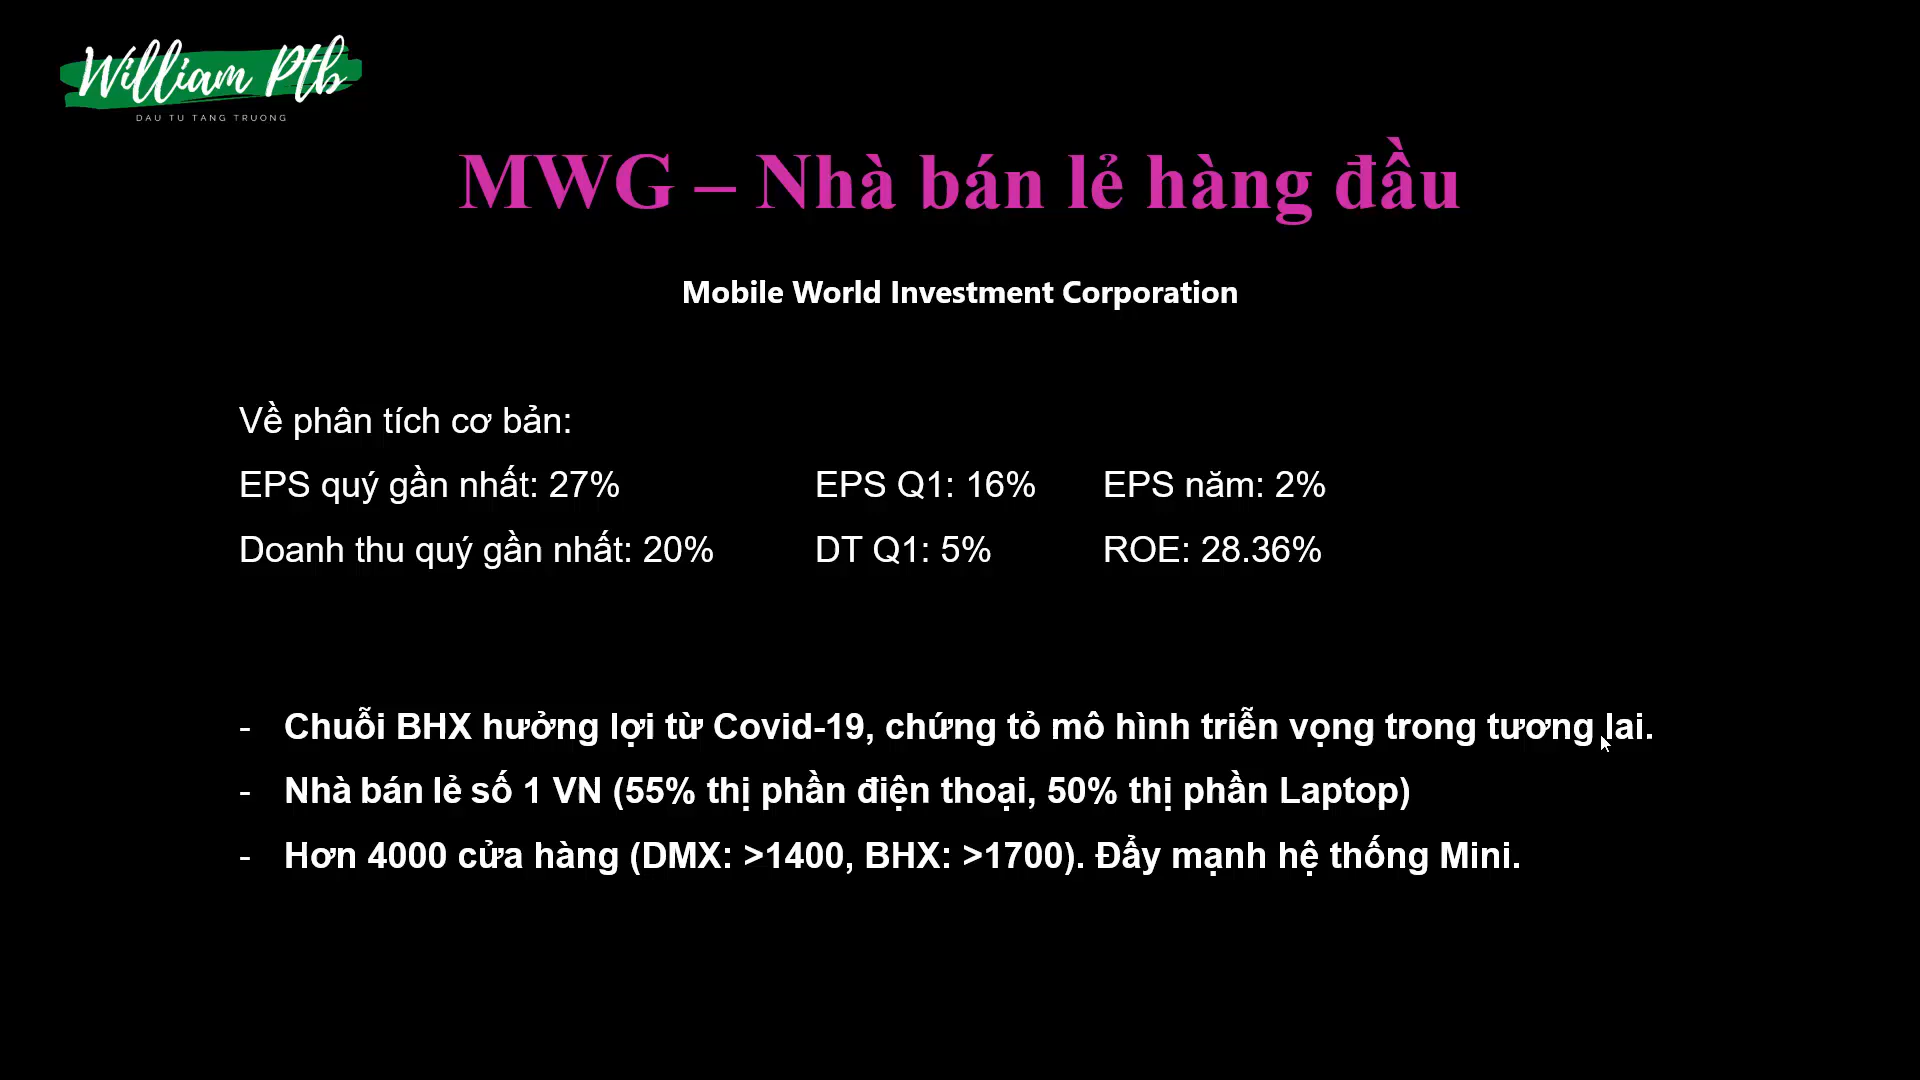 William Ptb
DAU TU TANG TRUONG
MWG – Nhà bán lẻ hàng đầu
Mobile World Investment Corporation
Về phân tích cơ bản:
EPS quý gần nhất: 27% EPS Q1: 16% EPS năm: 2%
Doanh thu quý gần nhất: 20% DT Q1: 5% ROE: 28.36%
- Chuỗi BHX hưởng lợi từ Covid-19, chứng tỏ mô hình triễn vọng trong tương lai.
- Nhà bán lẻ số 1 VN (55% thị phần điện thoại, 50% thị phần Laptop)
- Hơn 4000 cửa hàng (DMX: >1400, BHX: >1700). Đẩy mạnh hệ thống Mini.